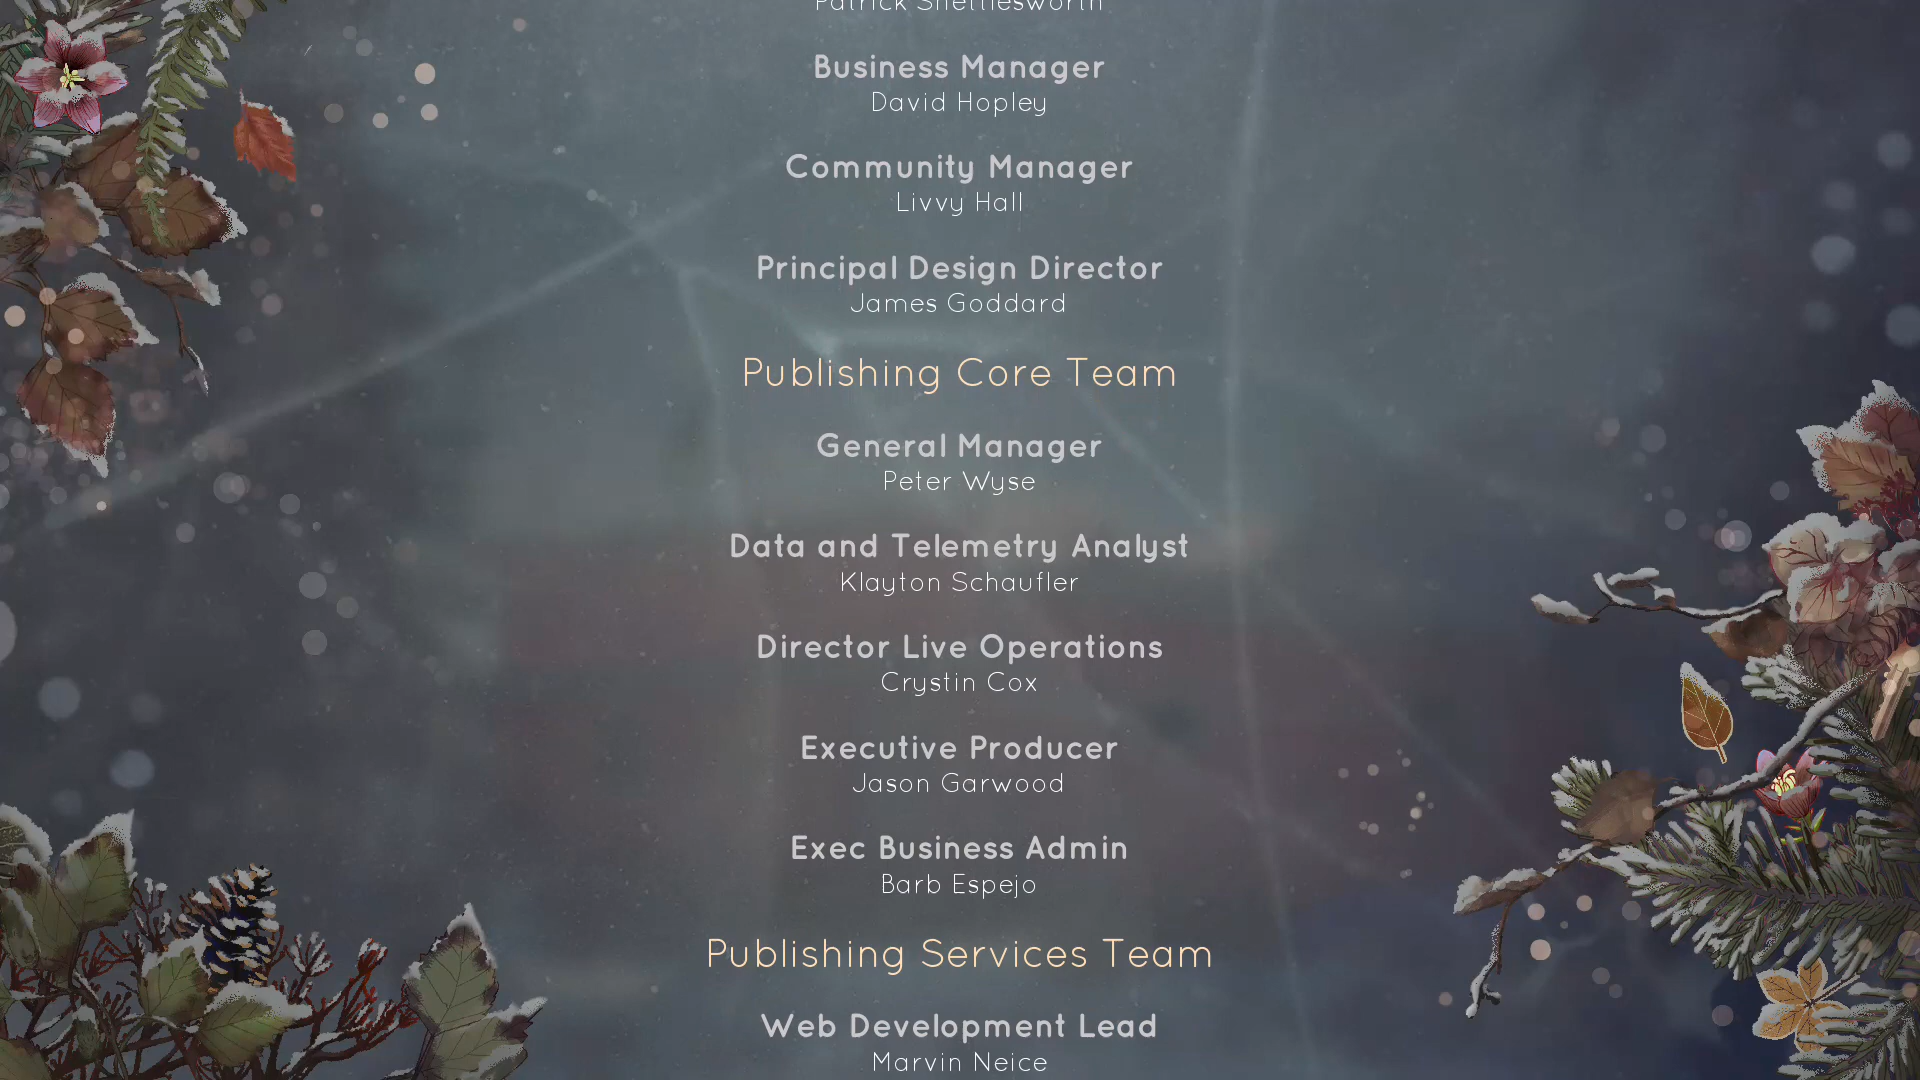 Patrick Shettlesworth
Business Manager
David Hopley
Community Manager
Livvy Hall
Principal Design Director
James Goddard
Publishing Core Team
General Manager
Peter Wyse
Data and Telemetry Analyst
Klayton Schaufler
Director Live Operations
Crystin Cox
Executive Producer
Jason Garwood
Exec Business Admin
Barb Espejo
Publishing Services Team
Web Development Lead
Marvin Neice